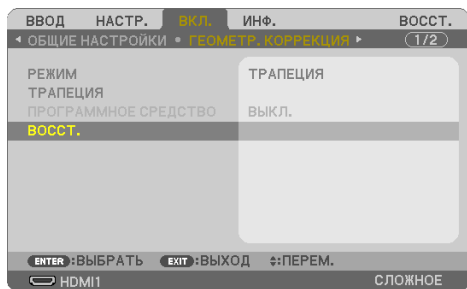 ВВОД НАСТР. ВКЛ. ИНФ. ВОССТ.
ОБЩИЕ НАСТРОЙКИ • ГЕОМЕТР. КОРРЕКЦИЯ 1/2
РЕЖИМ ТРАПЕЦИЯ
ТРАПЕЦИЯ
ПРОГРАММНОЕ СРЕДСТВО ВЫКЛ.
ВОССТ.
ENTER :ВЫБРАТЬ EXIT :ВЫХОД :ПЕРЕМ.
HDMI1 СЛОЖНОЕ